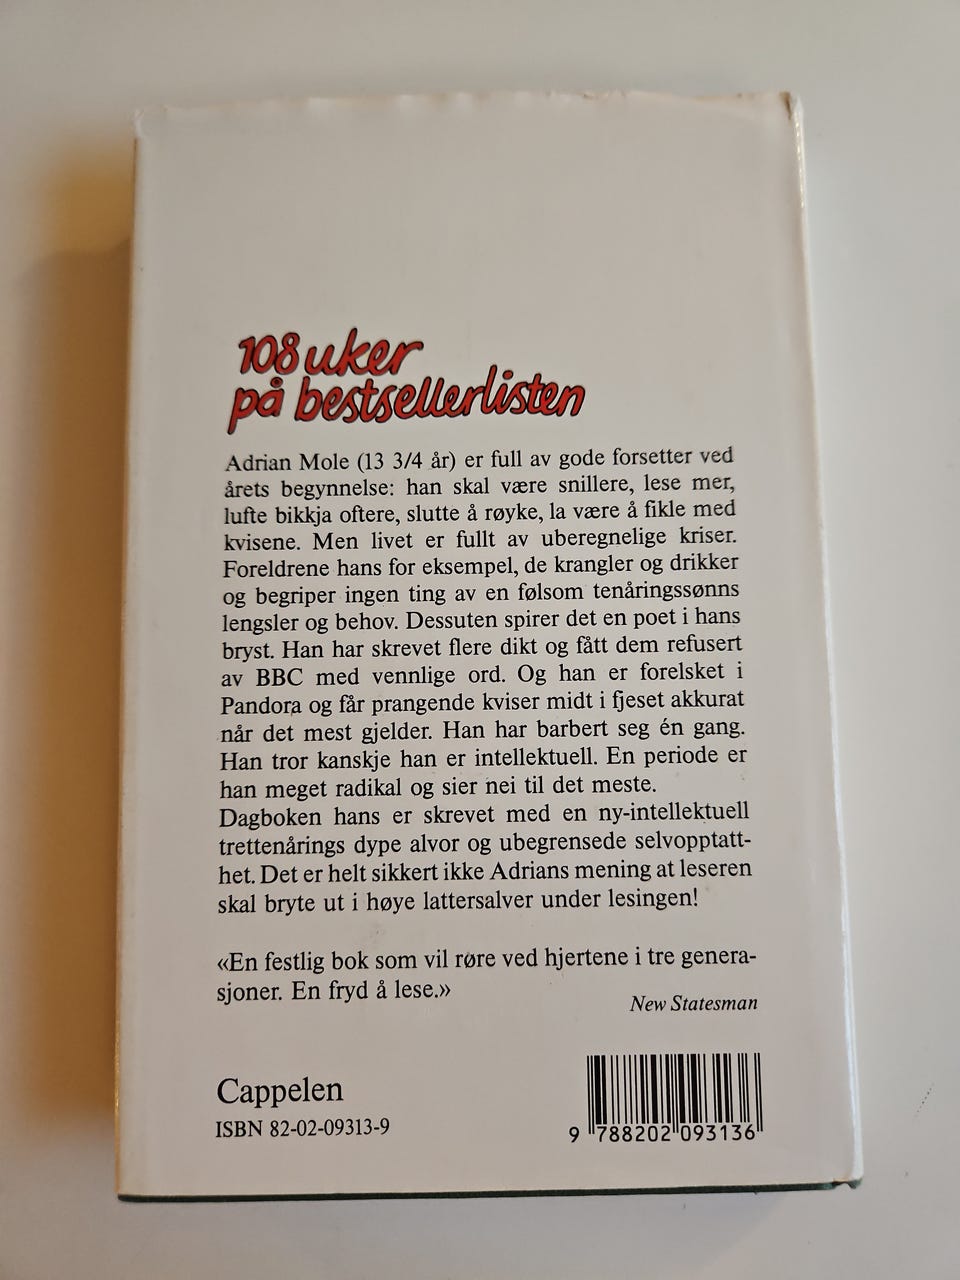 108 uker
på bestsellerlisten
Adrian Mole (13 3/4 år) er full av gode forsetter ved
årets begynnelse: han skal være snillere, lese mer,
lufte bikkja oftere, slutte å røyke, la være å fikle med
kvisene. Men livet er fullt av uberegnelige kriser.
Foreldrene hans for eksempel, de krangler og drikker
og begriper ingen ting av en følsom tenåringssønns
lengsler og behov. Dessuten spirer det en poet i hans
bryst. Han har skrevet flere dikt og fått dem refusert
av BBC med vennlige ord. Og han er forelsket i
Pandora og får prangende kviser midt i fjeset akkurat
når det mest gjelder. Han har barbert seg én gang.
Han tror kanskje han er intellektuell. En periode er
han meget radikal og sier nei til det meste.
Dagboken hans er skrevet med en ny-intellektuell
trettenårings dype alvor og ubegrensede selvopptatt-
het. Det er helt sikkert ikke Adrians mening at leseren
skal bryte ut i høye lattersalver under lesingen!
«En festlig bok som vil røre ved hjertene i tre genera-
sjoner. En fryd å lese.»
New Statesman
Cappelen
ISBN 82-02-09313-9
9 788202 093136